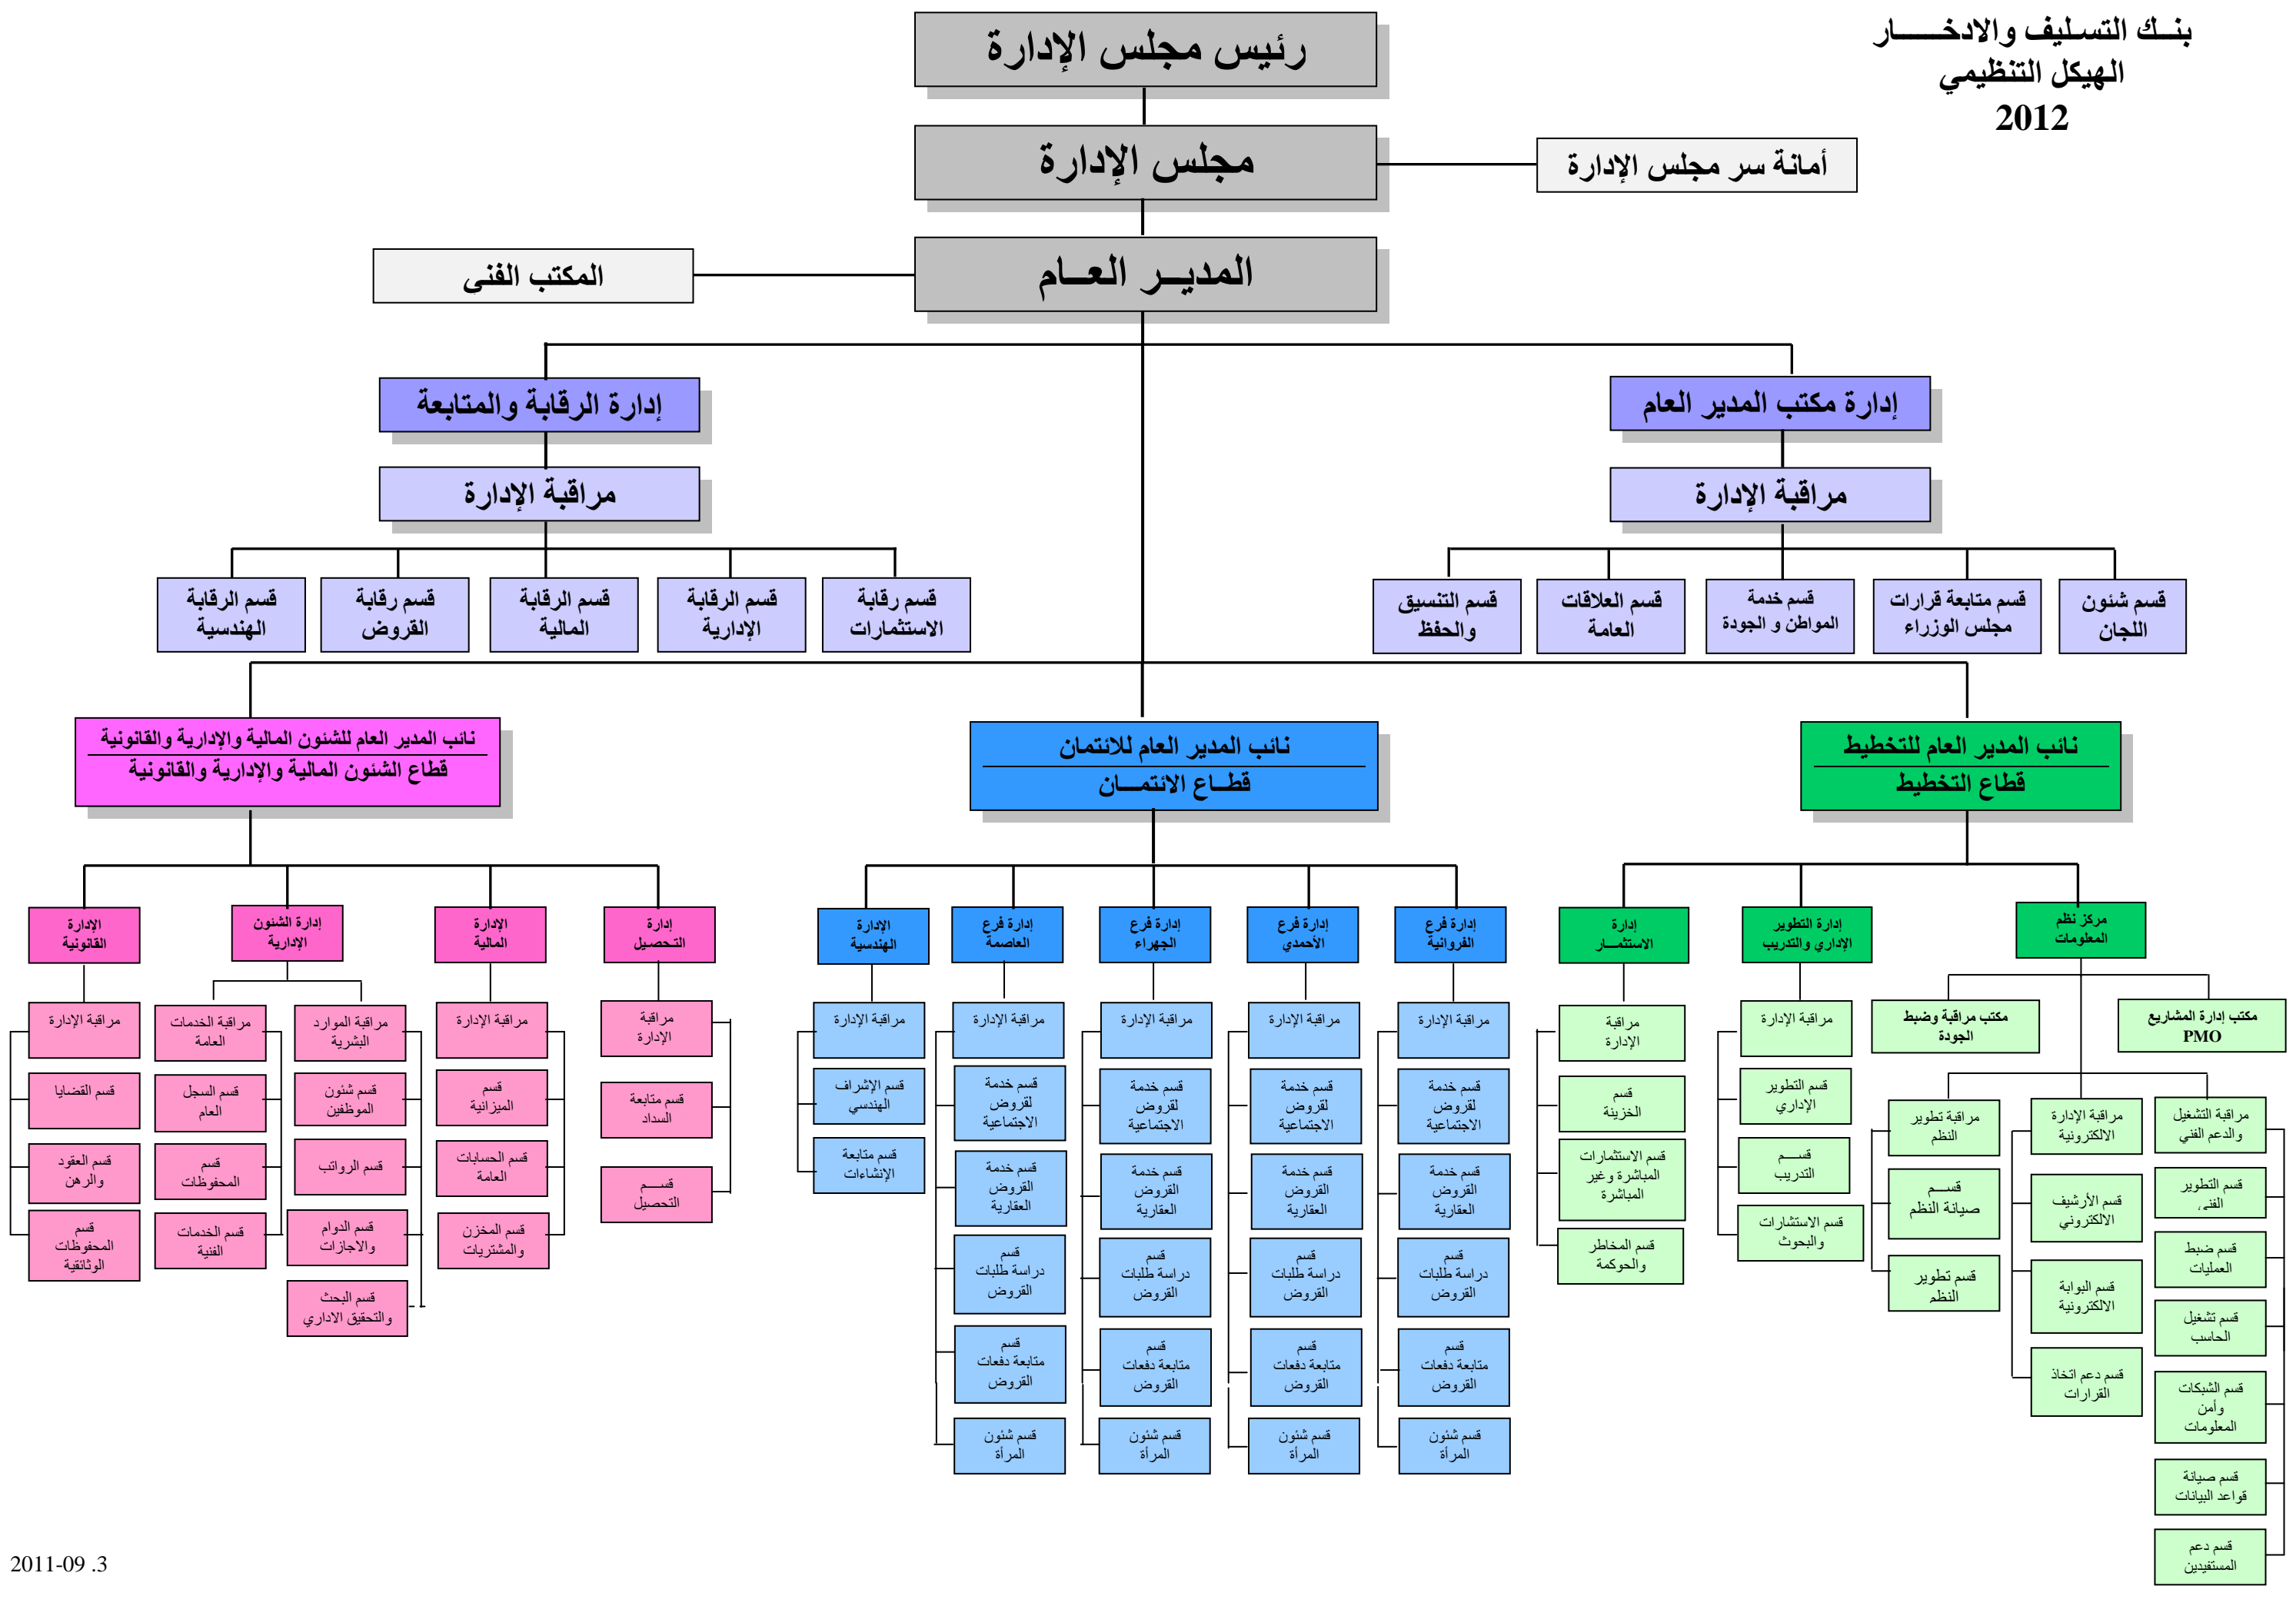 بنك التسليف والادخار
الهيكل التنظيمي
2012
رئيس مجلس الإدارة
مجلس الإدارة
أمانة سر مجلس الإدارة
المدير العام
المكتب الفنى
إدارة مكتب المدير العام
إدارة الرقابة والمتابعة
مراقبة الإدارة
مراقبة الإدارة
قسم شئون
اللجان
قسم متابعة قرارات
مجلس الوزراء
قسم خدمة
المواطن و الجودة
قسم العلاقات
العامة
قسم التنسيق
والحفظ
قسم رقابة
الاستثمارات
قسم الرقابة
الإدارية
قسم الرقابة
المالية
قسم رقابة
القروض
قسم الرقابة
الهندسية
نائب المدير العام للتخطيط
قطاع التخطيط
نائب المدير العام للائتمان
قطاع الائتمان
نائب المدير العام للشئون المالية والإدارية والقانونية
قطاع الشئون المالية والإدارية والقانونية
مركز نظم
المعلومات
مكتب إدارة المشاريع
PMO
مكتب مراقبة وضبط
الجودة
مراقبة التشغيل
والدعم الفني
قسم التطوير
الفني
قسم ضبط
العمليات
قسم تشغيل
الحاسب
قسم الشبكات
وأمن
المعلومات
قسم صيانة
قواعد البيانات
قسم دعم
المستفيدين
مراقبة الإدارة
الالكترونية
قسم الأرشيف
الالكتروني
قسم البوابة
الالكترونية
قسم دعم اتخاذ
القرارات
مراقبة تطوير
النظم
قسم
صيانة النظم
قسم تطوير
النظم
إدارة التطوير
الإداري والتدريب
مراقبة الإدارة
قسم التطوير
الإداري
قسم
التدريب
قسم الاستشارات
والبحوث
إدارة
الاستثمار
مراقبة
الإدارة
قسم
الخزينة
قسم الاستثمارات
المباشرة وغير
المباشرة
قسم المخاطر
والحوكمة
إدارة فرع
الفروانية
مراقبة الإدارة
قسم خدمة
لقروض
الاجتماعية
قسم خدمة
القروض
العقارية
قسم
دراسة طلبات
القروض
قسم
متابعة دفعات
القروض
قسم شئون
المرأة
إدارة فرع
الأحمدي
مراقبة الإدارة
قسم خدمة
لقروض
الاجتماعية
قسم خدمة
القروض
العقارية
قسم
دراسة طلبات
القروض
قسم
متابعة دفعات
القروض
قسم شئون
المرأة
إدارة فرع
الجهراء
مراقبة الإدارة
قسم خدمة
لقروض
الاجتماعية
قسم خدمة
القروض
العقارية
قسم
دراسة طلبات
القروض
قسم
متابعة دفعات
القروض
قسم شئون
المرأة
إدارة فرع
العاصمة
مراقبة الإدارة
قسم خدمة
لقروض
الاجتماعية
قسم خدمة
القروض
العقارية
قسم
دراسة طلبات
القروض
قسم
متابعة دفعات
القروض
قسم شئون
المرأة
الإدارة
الهندسية
مراقبة الإدارة
قسم الإشراف
الهندسي
قسم متابعة
الإنشاءات
إدارة
التحصيل
مراقبة
الإدارة
قسم متابعة
السداد
قسم
التحصيل
الإدارة
المالية
مراقبة الإدارة
قسم
الميزانية
قسم الحسابات
العامة
قسم المخزن
والمشتريات
إدارة الشئون
الإدارية
مراقبة الموارد
البشرية
قسم شئون
الموظفين
قسم الرواتب
قسم الدوام
والاجازات
قسم البحث
والتحقيق الاداري
مراقبة الخدمات
العامة
قسم السجل
العام
قسم
المحفوظات
قسم الخدمات
الفنية
الإدارة
القانونية
مراقبة الإدارة
قسم القضايا
قسم العقود
والرهن
قسم
المحفوظات
الوثائقية
2011-09 .3